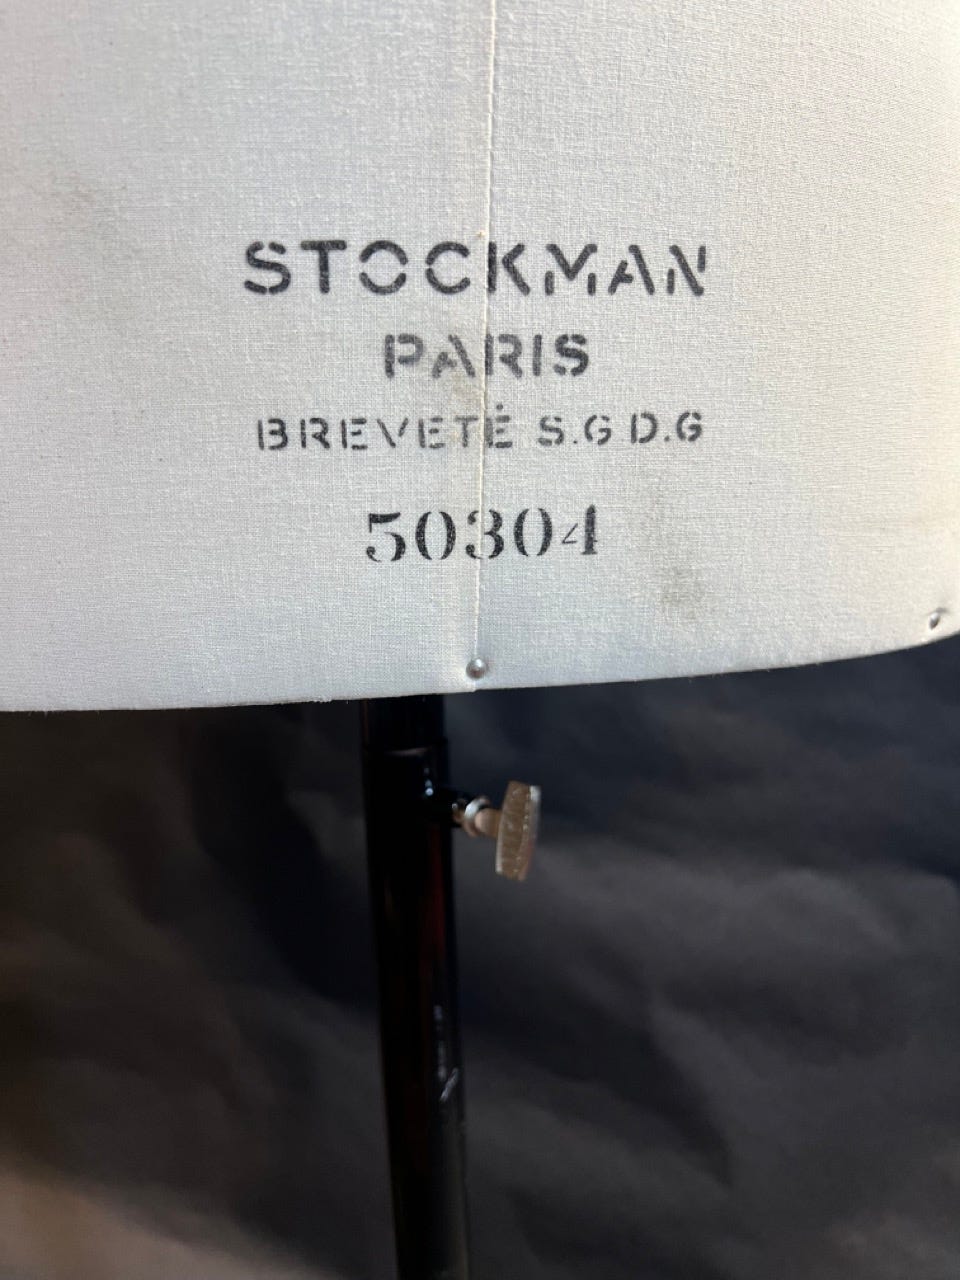 STOCKMAN
PARIS
BREVETÉ S.G D.G
50304